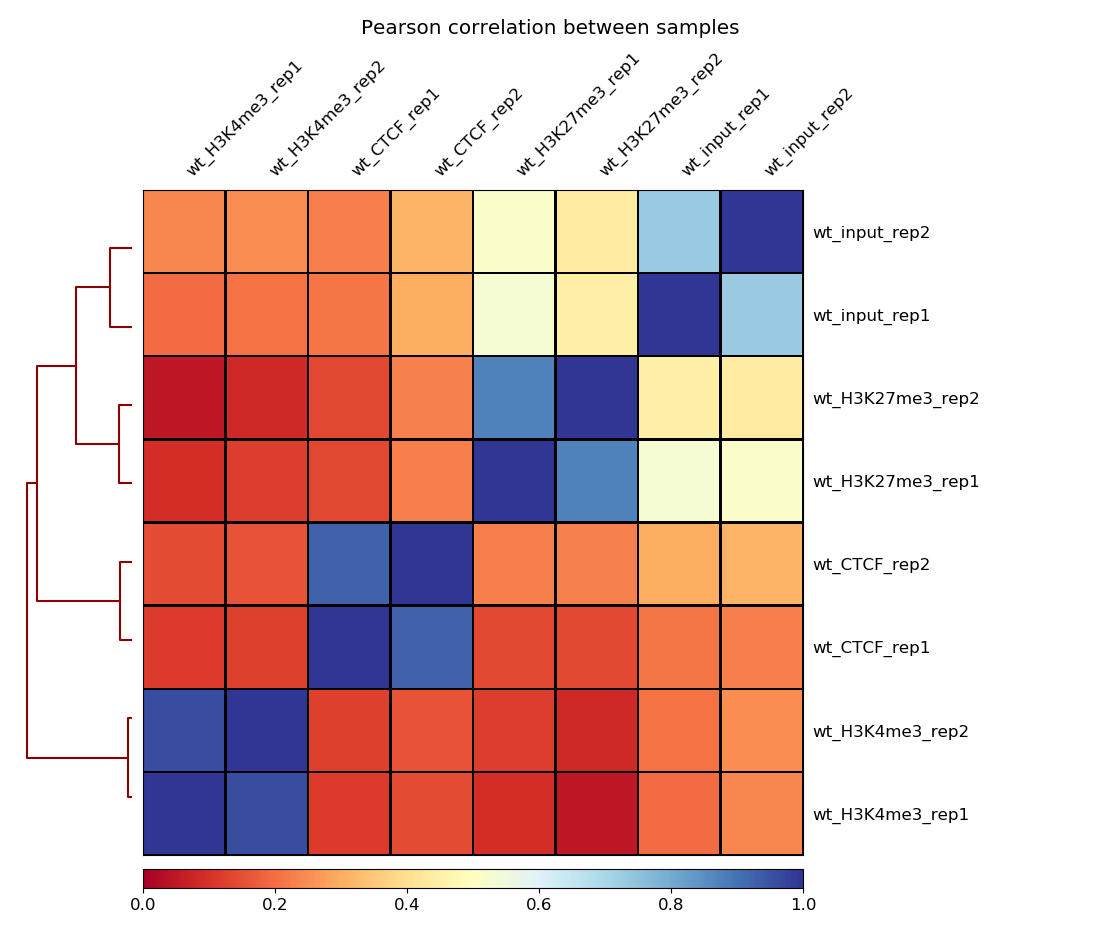 Pearson correlation between samples
wt_H3K4me3_rep1
wt_H3K4me3_rep2
wt_CTCF_rep1
wt_CTCF_rep2
wt_H3K27me3_rep1
wt_H3K27me3_rep2
wt_input_rep1
wt_input_rep2
wt_input_rep2
wt_input_rep1
wt_H3K27me3_rep2
wt_H3K27me3_rep1
wt_CTCF_rep2
wt_CTCF_rep1
wt_H3K4me3_rep2
wt_H3K4me3_rep1
0.0 0.2 0.4 0.6 0.8 1.0